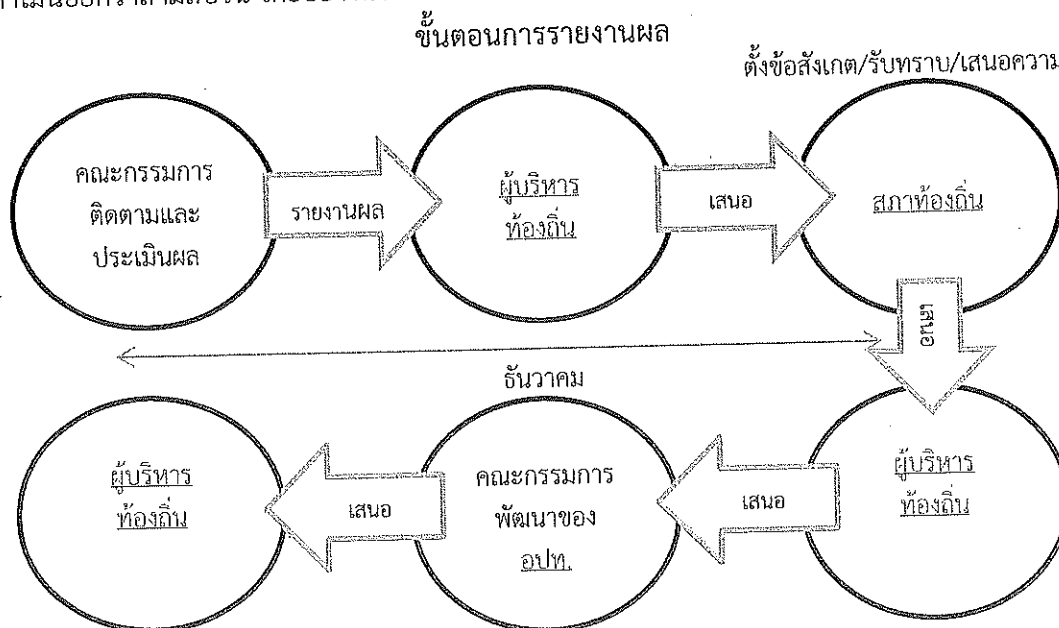 ขั้นตอนการรายงานผล
ตั้งข้อสังเกต/รับทราบ/เสนอความ
คณะกรรมการ
ติดตามและ
ประเมินผล
รายงานผล
ผู้บริหาร
ท้องถิ่น
เสนอ
สภาท้องถิ่น
เสนอ
ธันวาคม
ผู้บริหาร
ท้องถิ่น
เสนอ
คณะกรรมการ
พัฒนาของ
อปท.
เสนอ
ผู้บริหาร
ท้องถิ่น